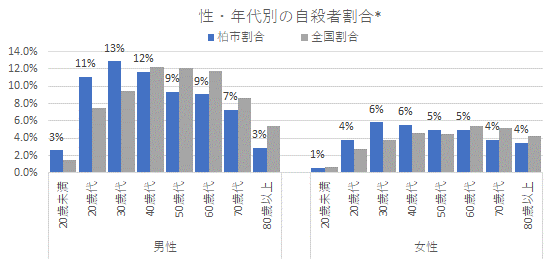 性・年代別の自殺者割合*
柏市割合 全国割合
14.0%
12.0%
10.0%
8.0%
6.0%
4.0%
2.0%
0.0%
3% 11% 13% 12% 9% 9% 7% 3% 1% 4% 6% 6% 5% 5% 4% 4%
20歳未満 20歳代 30歳代 40歳代 50歳代 60歳代 70歳代 80歳以上 20歳未満 20歳代 30歳代 40歳代 50歳代 60歳代 70歳代 80歳以上
男性 女性